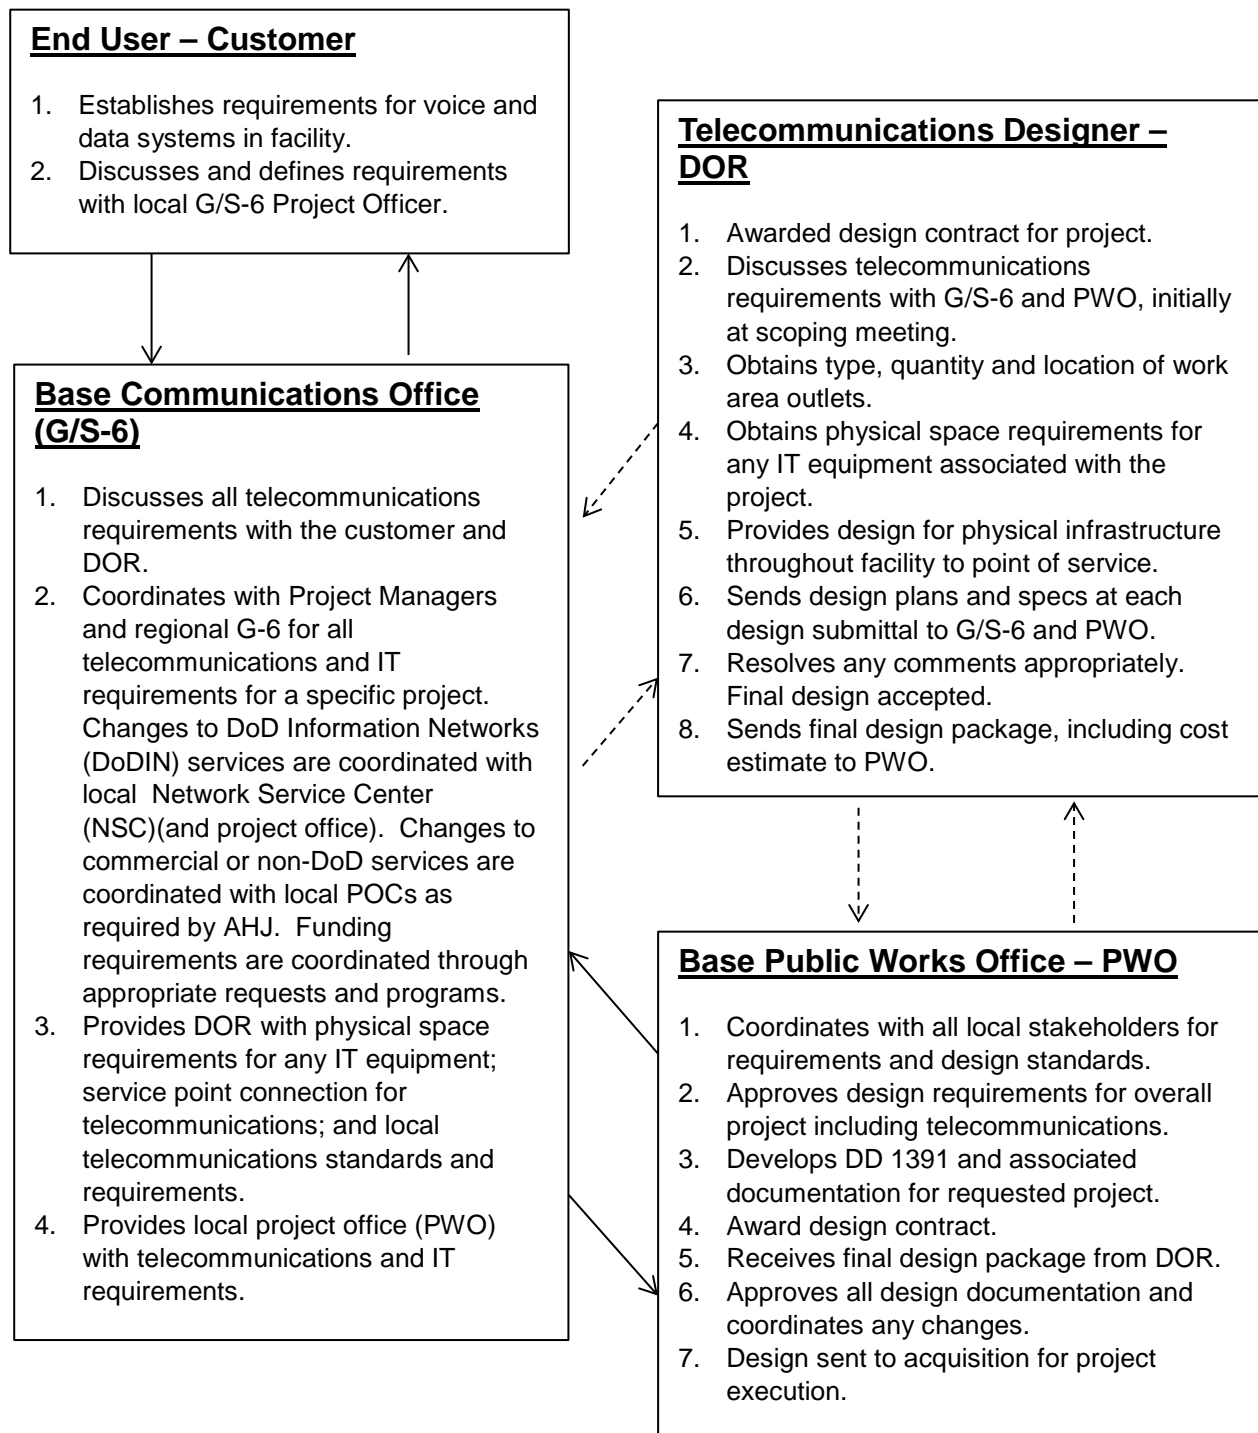 End User – Customer
1. Establishes requirements for voice and
data systems in facility.
2. Discusses and defines requirements
with local G/S-6 Project Officer.
Base Communications Office
(G/S-6)
1. Discusses all telecommunications
requirements with the customer and
DOR.
2. Coordinates with Project Managers
and regional G-6 for all
telecommunications and IT
requirements for a specific project.
Changes to DoD Information Networks
(DoDIN) services are coordinated with
local  Network Service Center
(NSC)(and project office).  Changes to
commercial or non-DoD services are
coordinated with local POCs as
required by AHJ.  Funding
requirements are coordinated through
appropriate requests and programs.
3. Provides DOR with physical space
requirements for any IT equipment;
service point connection for
telecommunications; and local
telecommunications standards and
requirements.
4. Provides local project office (PWO)
with telecommunications and IT
requirements.
Telecommunications Designer –
DOR
1. Awarded design contract for project.
2. Discusses telecommunications
requirements with G/S-6 and PWO, initially
at scoping meeting.
3. Obtains type, quantity and location of work
area outlets.
4. Obtains physical space requirements for
any IT equipment associated with the
project.
5. Provides design for physical infrastructure
throughout facility to point of service.
6. Sends design plans and specs at each
design submittal to G/S-6 and PWO.
7. Resolves any comments appropriately.
Final design accepted.
8. Sends final design package, including cost
estimate to PWO.
Base Public Works Office – PWO
1. Coordinates with all local stakeholders for
requirements and design standards.
2. Approves design requirements for overall
project including telecommunications.
3. Develops DD 1391 and associated
documentation for requested project.
4. Award design contract.
5. Receives final design package from DOR.
6. Approves all design documentation and
coordinates any changes.
7. Design sent to acquisition for project
execution.